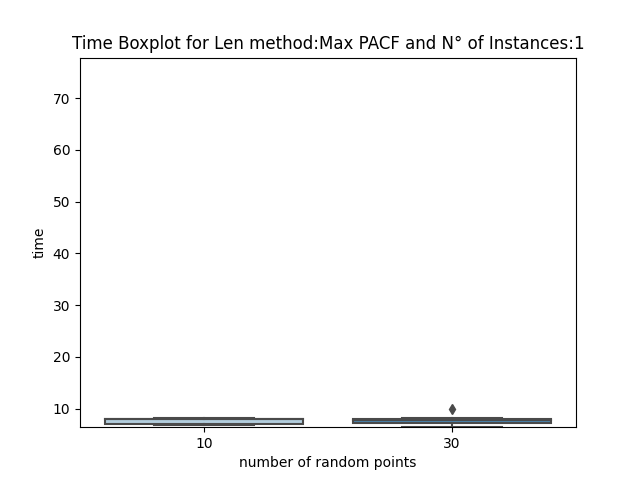 Time Boxplot for Len method:Max PACF and N° of Instances:1
70
60
50
40
30
20
10
time
10 30
number of random points